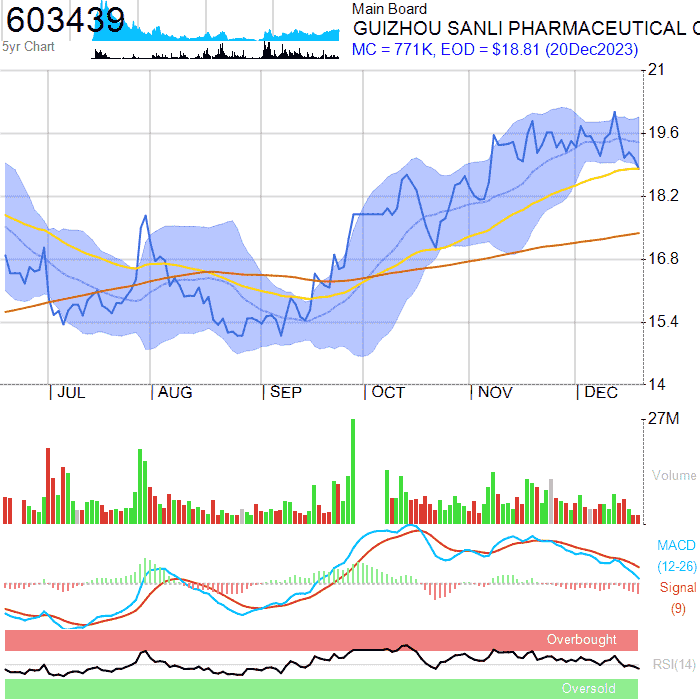 603439
5yr Chart
Main Board
GUIZHOU SANLI PHARMACEUTICAL C
MC = 771K, EOD = $18.81 (20Dec2023)
21
19.6
18.2
16.8
15.4
14
JUL
AUG
SEP
OCT
NOV
DEC
27M
Volume
MACD
(12-26)
Signal
(9)
Overbought
RSI(14)
Oversold